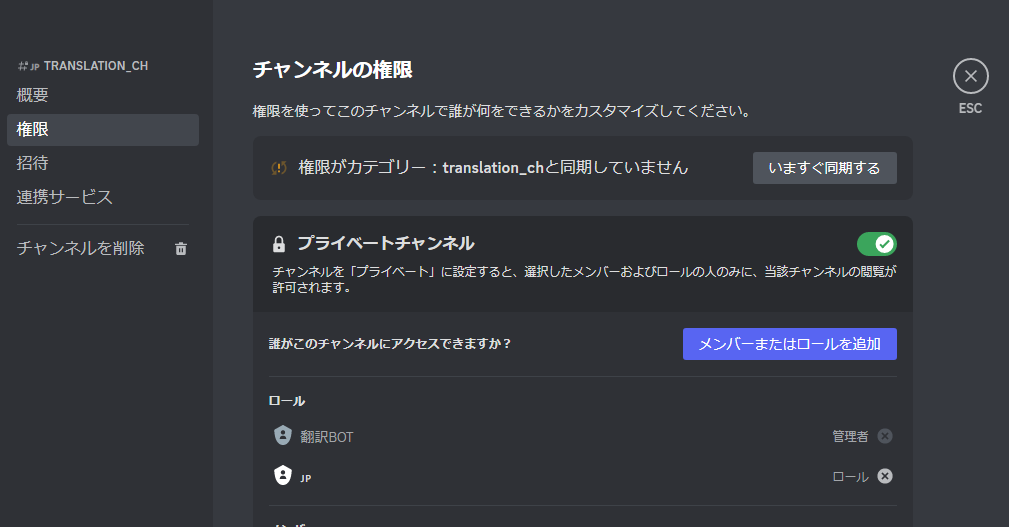 # JP TRANSLATION_CH
概要
権限
招待
連携サービス
チャンネルを削除
チャンネルの権限
権限を使ってこのチャンネルで誰が何をできるかをカスタマイズしてください。
権限がカテゴリー：translation_chと同期していません
いますぐ同期する
プライベートチャンネル
チャンネルを「プライベート」に設定すると、選択したメンバーおよびロールの人のみに、当該チャンネルの閲覧が
許可されます。
誰がこのチャンネルにアクセスできますか？
メンバーまたはロールを追加
ロール
翻訳BOT 管理者
JP ロール
ESC